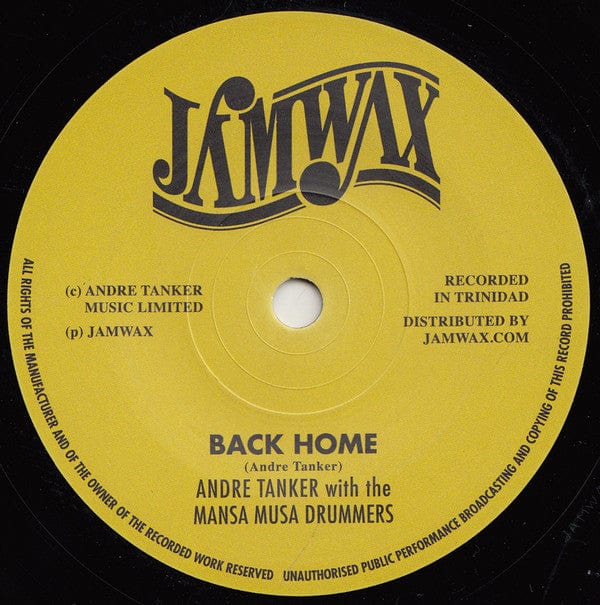 JAMWAX
(c) ANDRE TANKER
MUSIC LIMITED
(p) JAMWAX
RECORDED
IN TRINIDAD
DISTRIBUTED BY
JAMWAX.COM
BACK HOME
(Andre Tanker)
ANDRE TANKER with the
MANSA MUSA DRUMMERS
ALL RIGHTS OF THE MANUFACTURER AND OF THE OWNER OF THE RECORDED WORK RESERVED UNAUTHORISED PUBLIC PERFORMANCE BROADCASTING AND COPYING OF THIS RECORD PROHIBITED